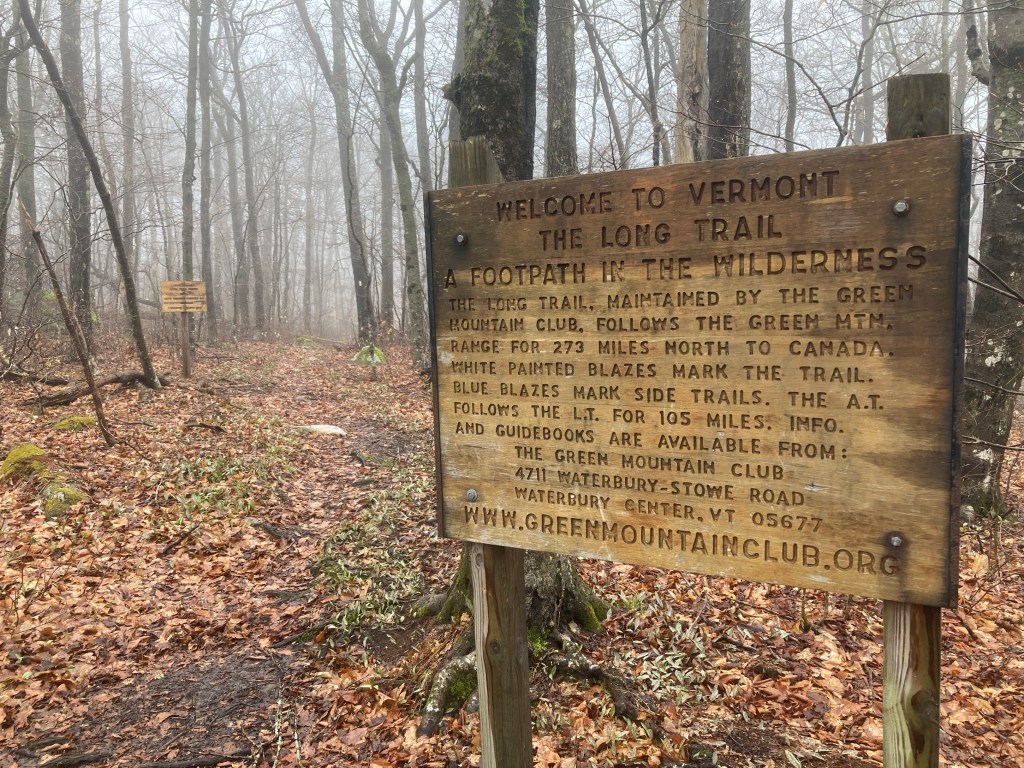 WELCOME TO VERMONT
THE LONG TRAIL
A FOOTPATH IN THE WILDERNESS
THE LONG TRAIL, MAINTAINED BY THE GREEN
MOUNTAIN CLUB, FOLLOWS THE GREEN MTN.
RANGE FOR 273 MILES NORTH TO CANADA.
WHITE PAINTED BLAZES MARK THE TRAIL.
BLUE BLAZES MARK SIDE TRAILS. THE A.T.
FOLLOWS THE L.T. FOR 105 MILES. INFO.
AND GUIDEBOOKS ARE AVAILABLE FROM:
THE GREEN MOUNTAIN CLUB
4711 WATERBURY-STOWE ROAD
WATERBURY CENTER, VT 05677
WWW.GREENMOUNTAINCLUB.ORG